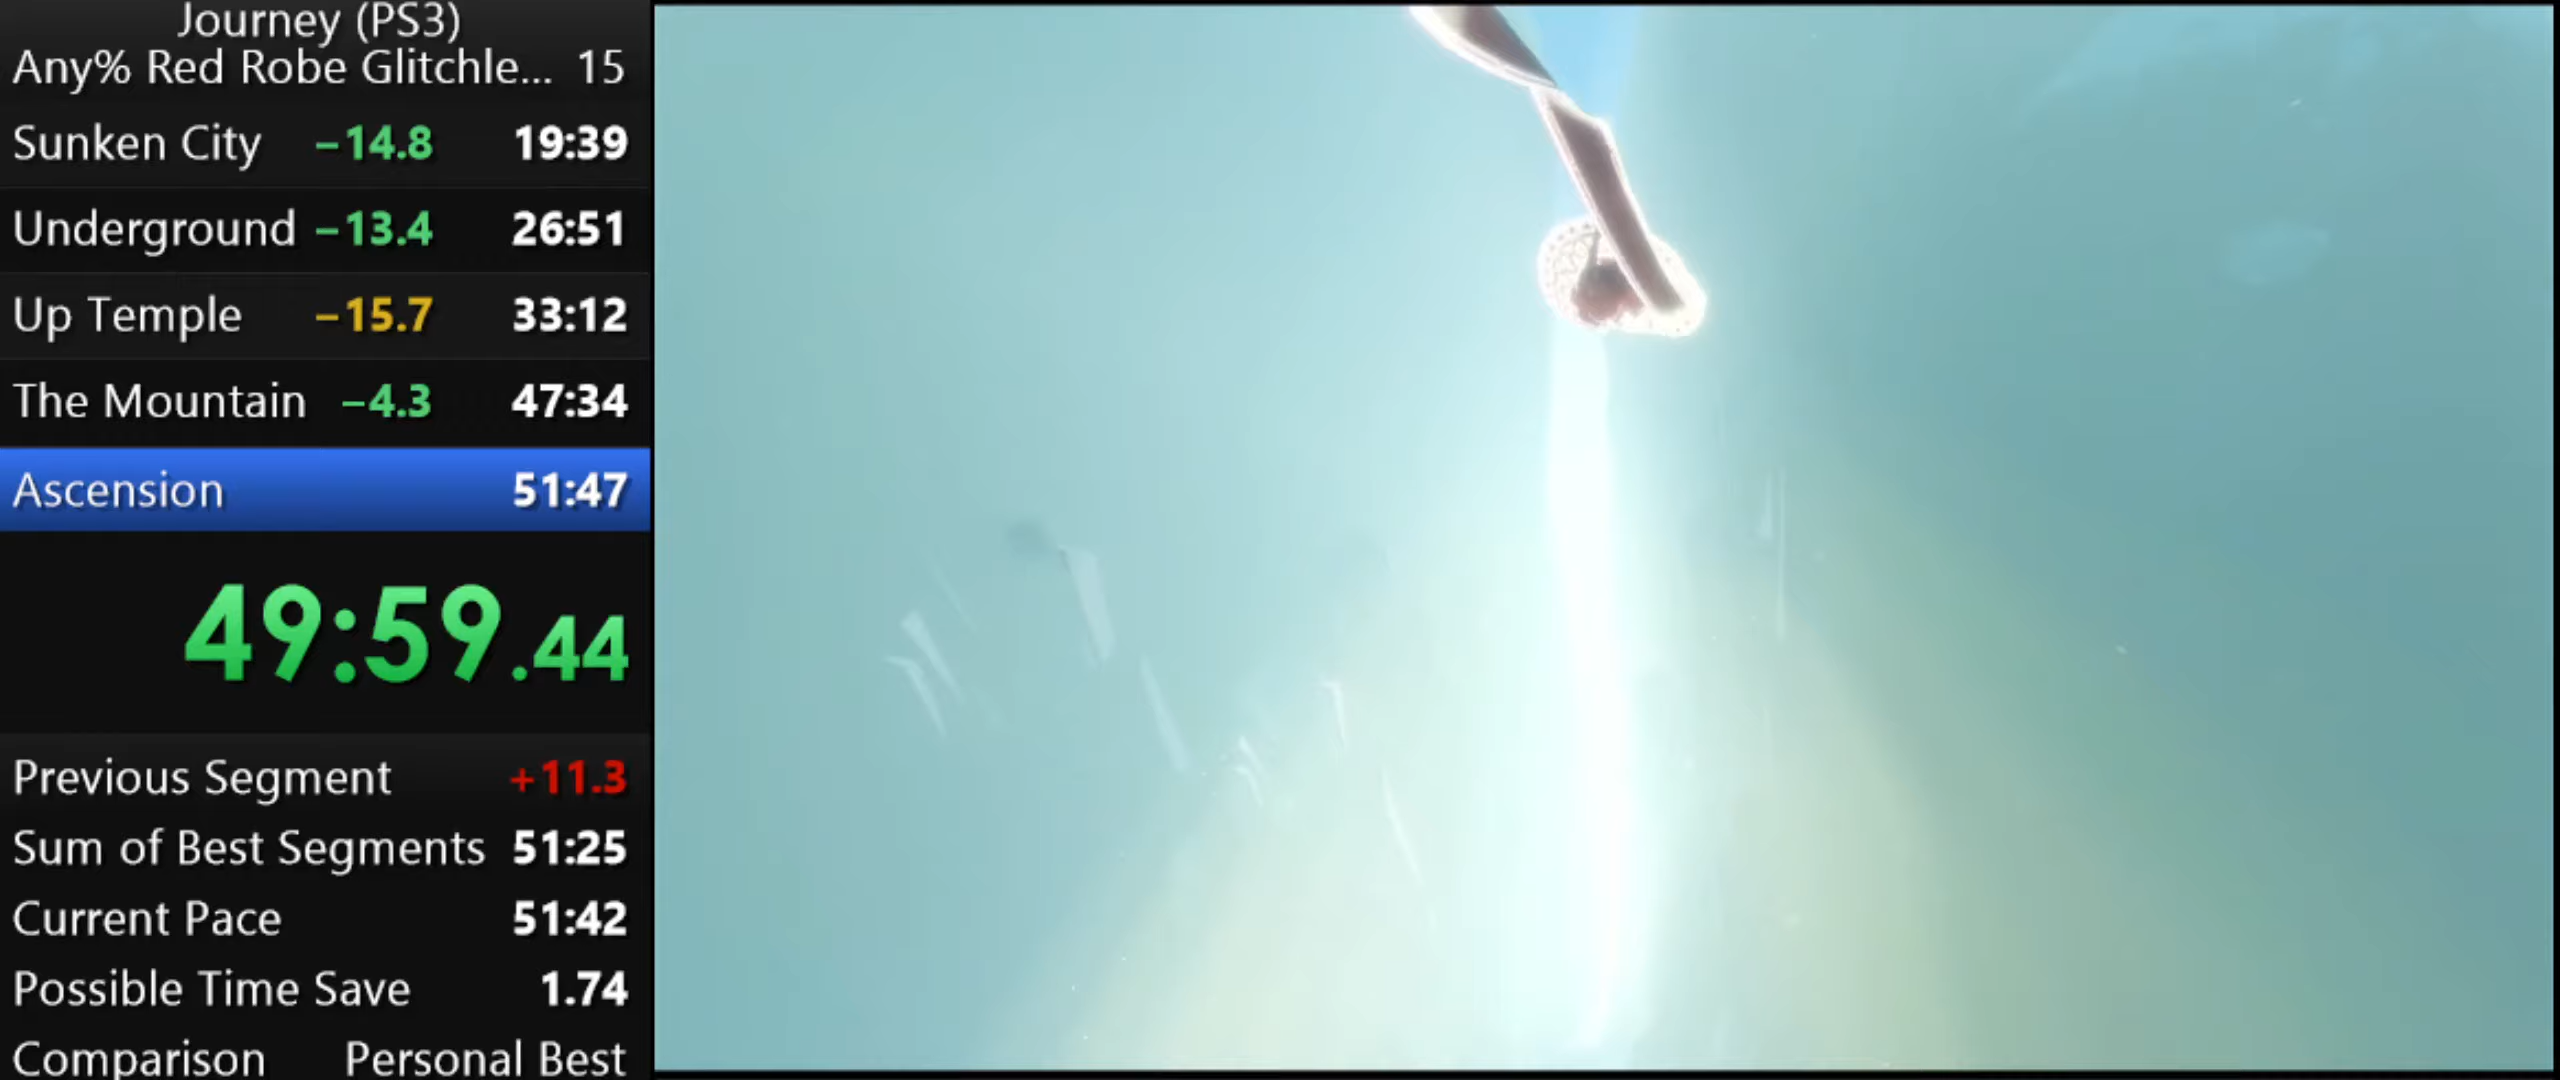 Journey (PS3)
Any% Red Robe Glitchle... 15
Sunken City −14.8 19:39
Underground −13.4 26:51
Up Temple −15.7 33:12
The Mountain −4.3 47:34
Ascension 51:47
49:59.44
Previous Segment +11.3
Sum of Best Segments 51:25
Current Pace 51:42
Possible Time Save 1.74
Comparison Personal Best